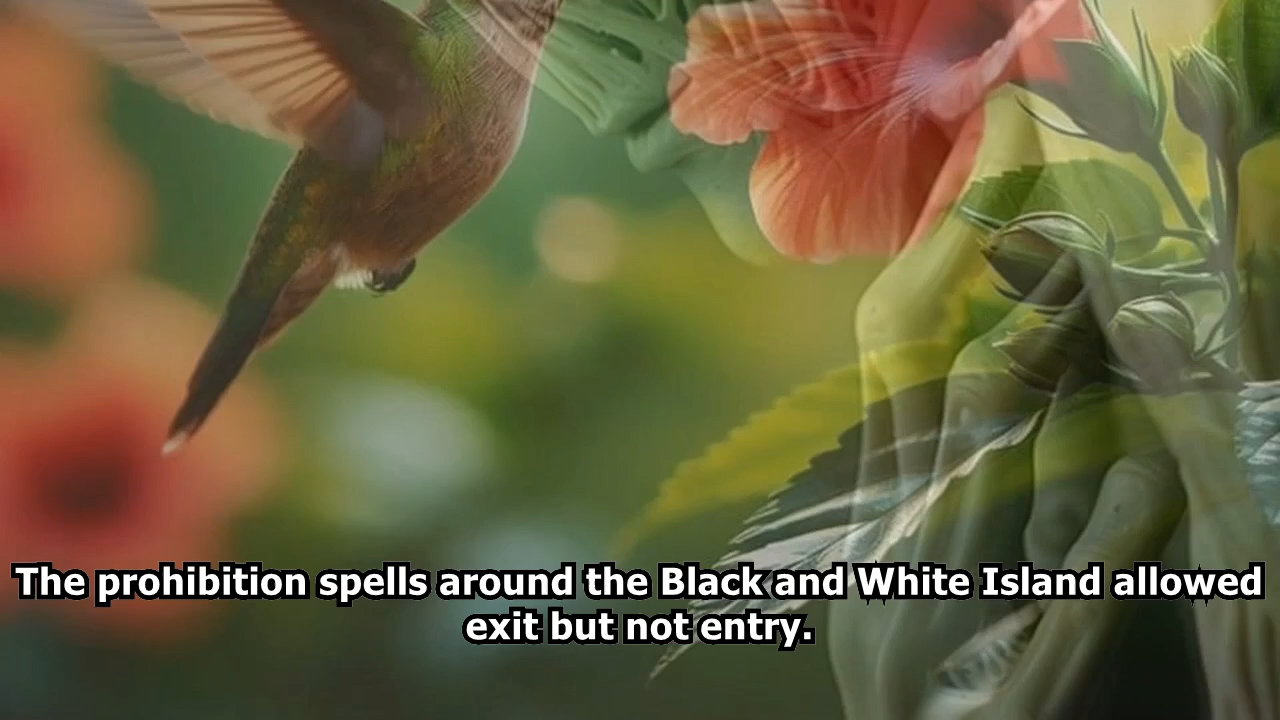 The prohibition spells around the Black and White Island allowed
exit but not entry.